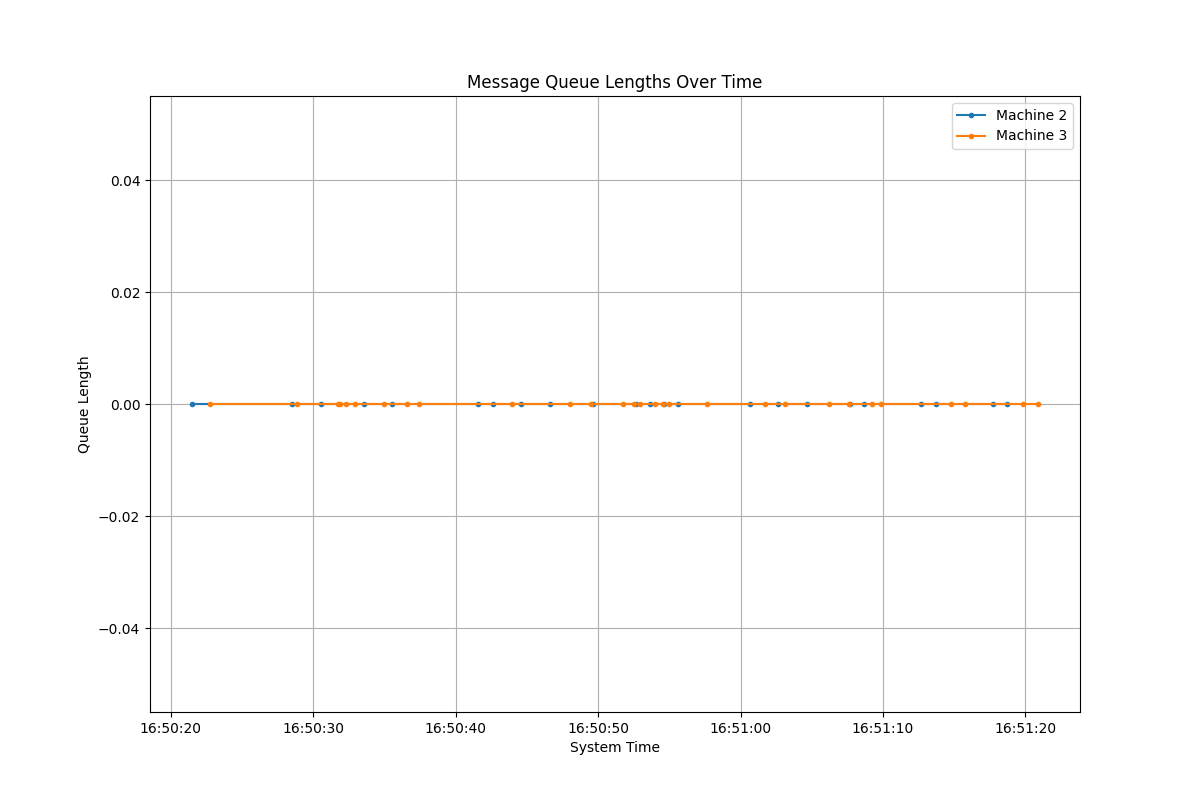 Message Queue Lengths Over Time
Machine 2
Machine 3
0.04
0.02
0.00
−0.02
−0.04
Queue Length
16:50:20 16:50:30 16:50:40 16:50:50 16:51:00 16:51:10 16:51:20
System Time